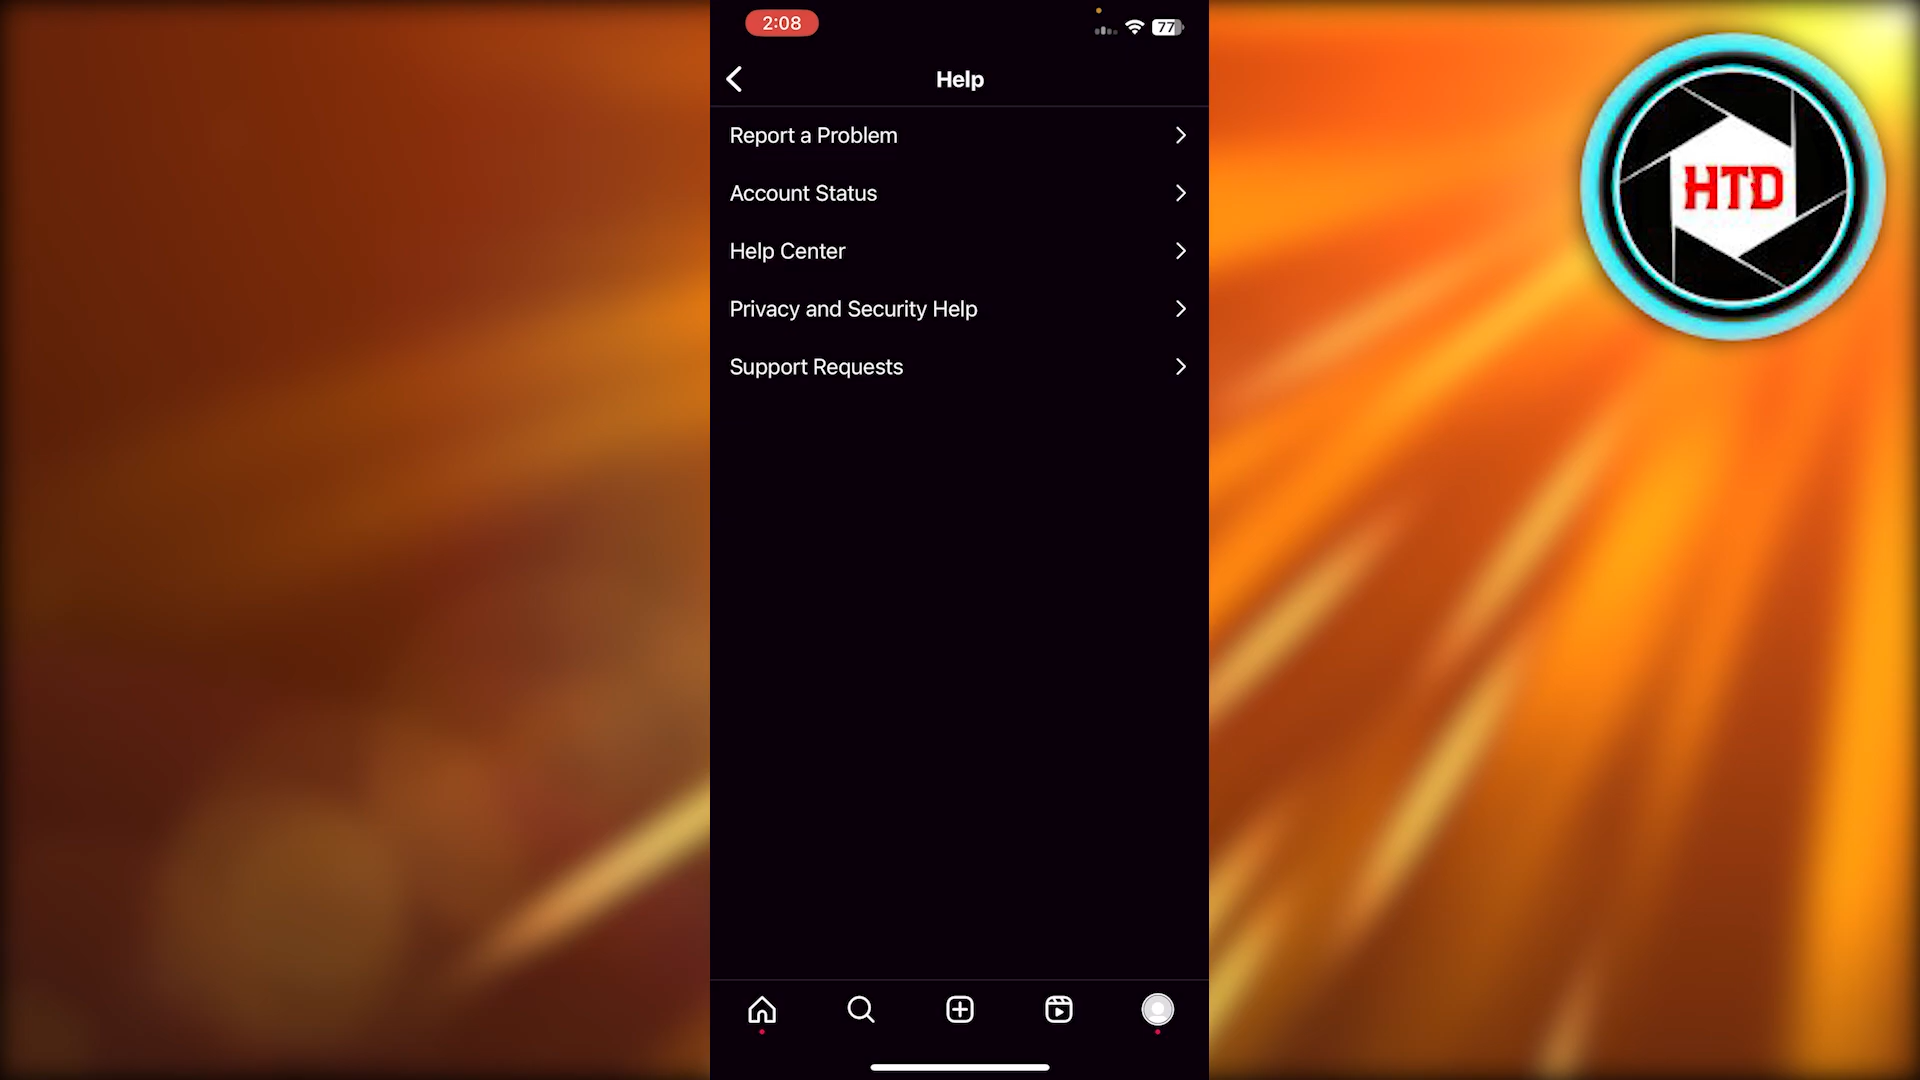 2:08
77
Help
Report a Problem
Account Status
Help Center
Privacy and Security Help
Support Requests
HTD